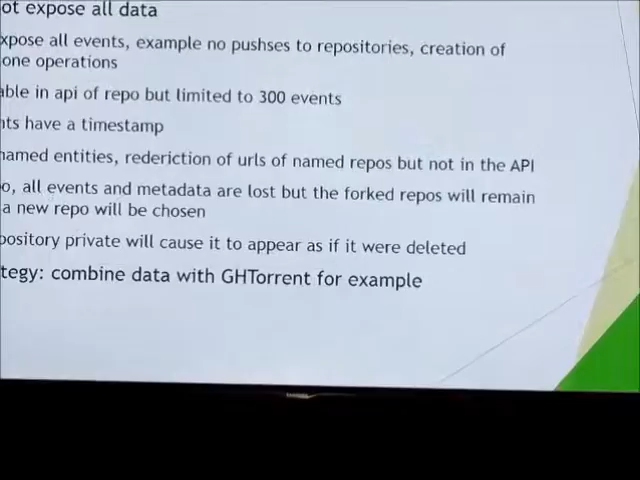 ot expose all data
xpose all events, example no pushses to repositories, creation of
one operations
able in api of repo but limited to 300 events
nts have a timestamp
named entities, rederiction of urls of named repos but not in the API
o, all events and metadata are lost but the forked repos will remain
a new repo will be chosen
pository private will cause it to appear as if it were deleted
tegy: combine data with GHTorrent for example